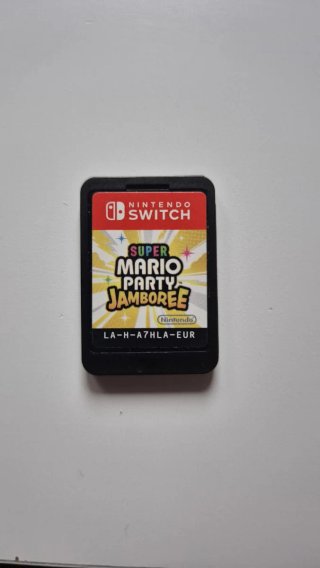 NINTENDO
SWITCH
SUPER
MARIO
PARTY
JAMBOREE
Nintendo
LA-H-A7HLA-EUR